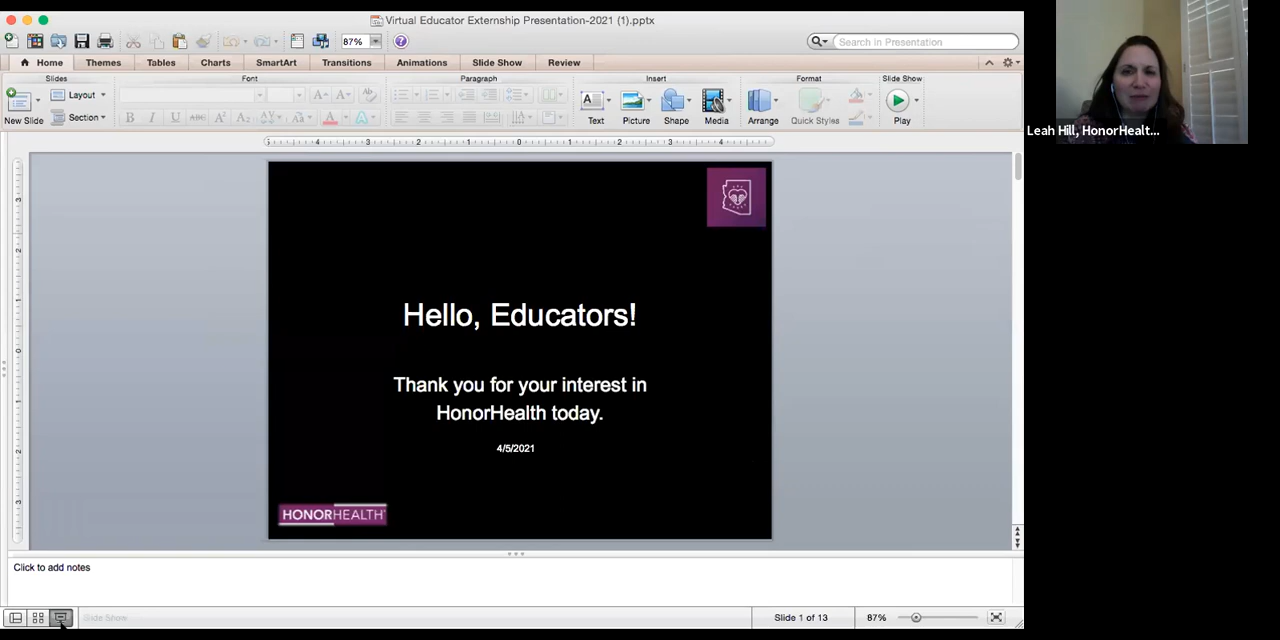 Virtual Educator Externship Presentation-2021 (1).pptx
87%
Search in Presentation
Home
Themes
Tables
Charts
SmartArt
Transitions
Animations
Slide Show
Review
Slides
Font
Paragraph
Insert
Format
Slide Show
Layout
Section
New Slide
Text
Picture
Shape
Media
Arrange
Quick Styles
Play
Leah Hill, HonorHealt...
Hello, Educators!
Thank you for your interest in
HonorHealth today.
4/5/2021
HONORHEALTH
Click to add notes
Slide Show
Slide 1 of 13
87%